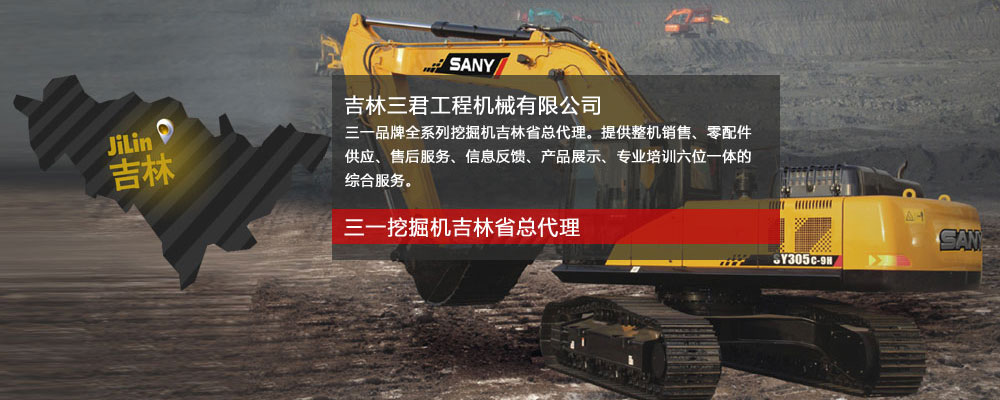 SANY
吉林三君工程机械有限公司
三一品牌全系列挖掘机吉林省总代理。提供整机销售、零配件
供应、售后服务、信息反馈、产品展示、专业培训六位一体的
综合服务。
JiLin
吉林
三一挖掘机吉林省总代理
SANY
SY305C-9H